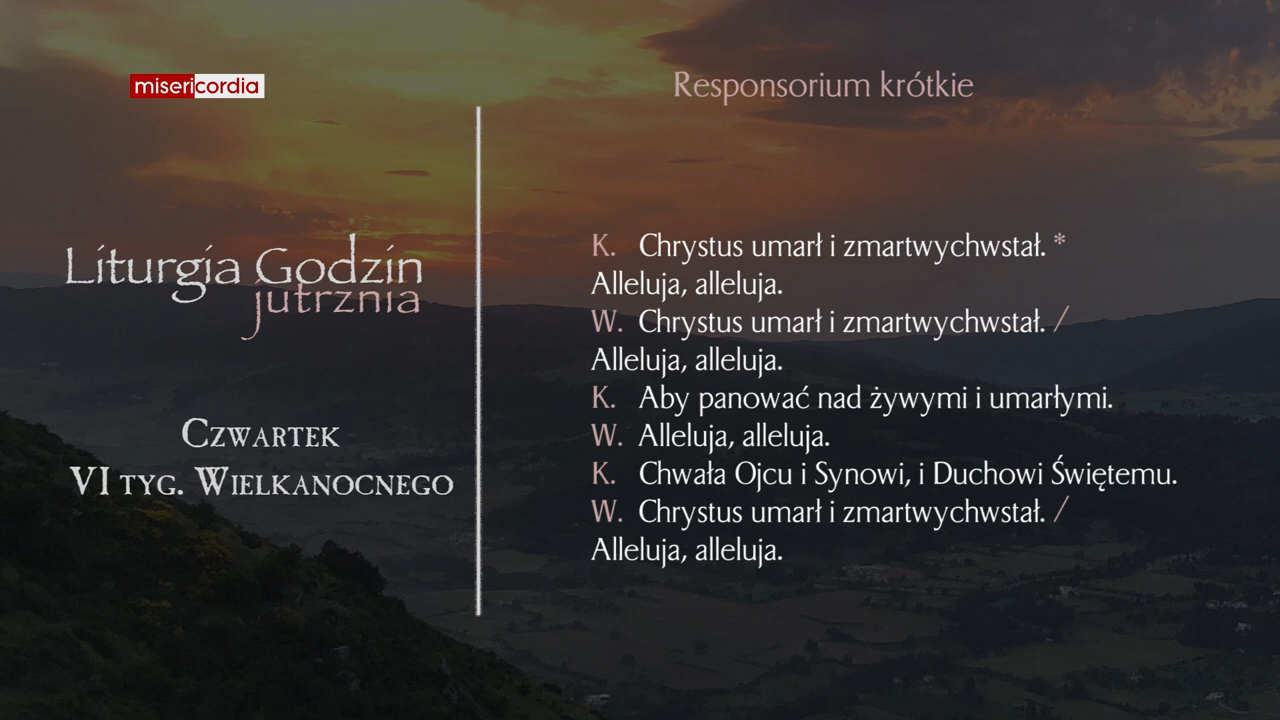 misericordia
Liturgia Godzin
jutrznia
Czwartek
VI tyg. Wielkanocnego
Responsorium krótkie
K. Chrystus umarł i zmartwychwstał. *
Alleluja, alleluja.
W. Chrystus umarł i zmartwychwstał. /
Alleluja, alleluja.
K. Aby panować nad żywymi i umarłymi.
W. Alleluja, alleluja.
K. Chwała Ojcu i Synowi, i Duchowi Świętemu.
W. Chrystus umarł i zmartwychwstał. /
Alleluja, alleluja.